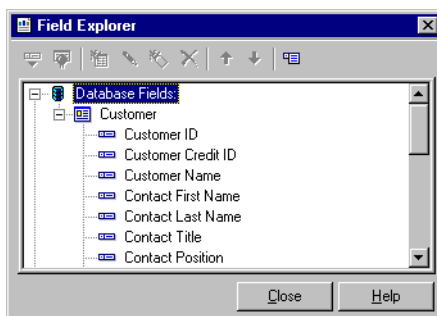 Field Explorer
Database Fields:
Customer
Customer ID
Customer Credit ID
Customer Name
Contact First Name
Contact Last Name
Contact Title
Contact Position
Close Help